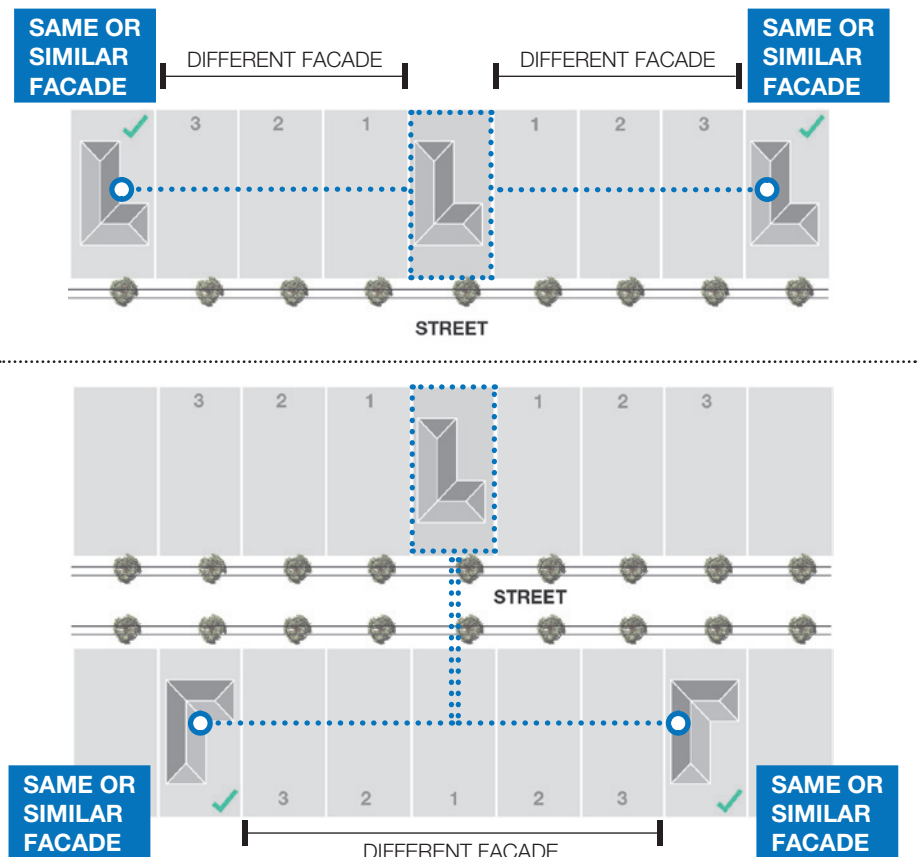 SAME OR
SIMILAR
FACADE
DIFFERENT FACADE
DIFFERENT FACADE
SAME OR
SIMILAR
FACADE
3 2 1 1 2 3
STREET
3 2 1 1 2 3
STREET
SAME OR
SIMILAR
FACADE
3 2 1 2 3
DIFFERENT FACADE
SAME OR
SIMILAR
FACADE